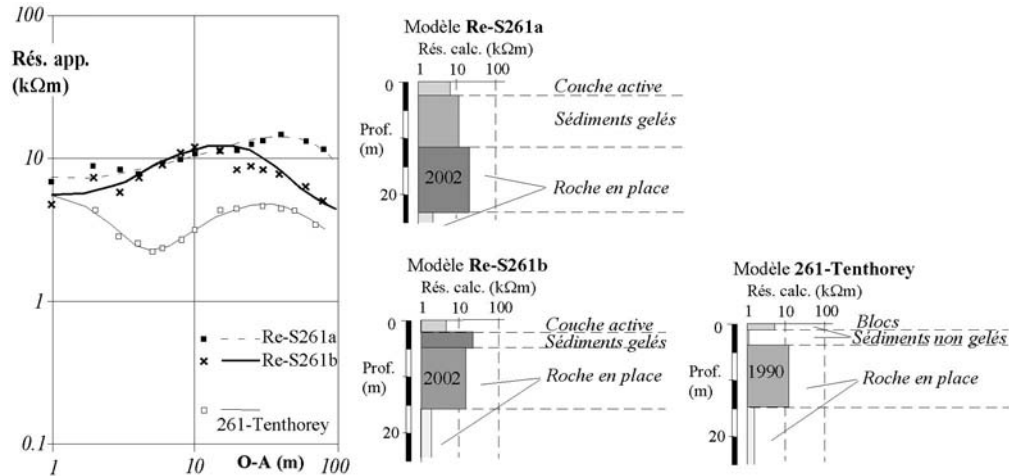 100
Rés. app.
(kΩm)
10
1
0.1
Re-S261a
Re-S261b
261-Tenthorey
1 10 100
O-A (m)
Modèle Re-S261a
Rés. calc. (kΩm)
1 10 100
0
Prof.
(m)
20
2002
Couche active
Sédiments gelés
Roche en place
Modèle Re-S261b
Rés. calc. (kΩm)
1 10 100
0
Prof.
(m)
20
2002
Couche active
Sédiments gelés
Roche en place
Modèle 261-Tenthorey
Rés. calc. (kΩm)
1 10 100
0
Prof.
(m)
20
1990
Blocs
Sédiments non gelés
Roche en place